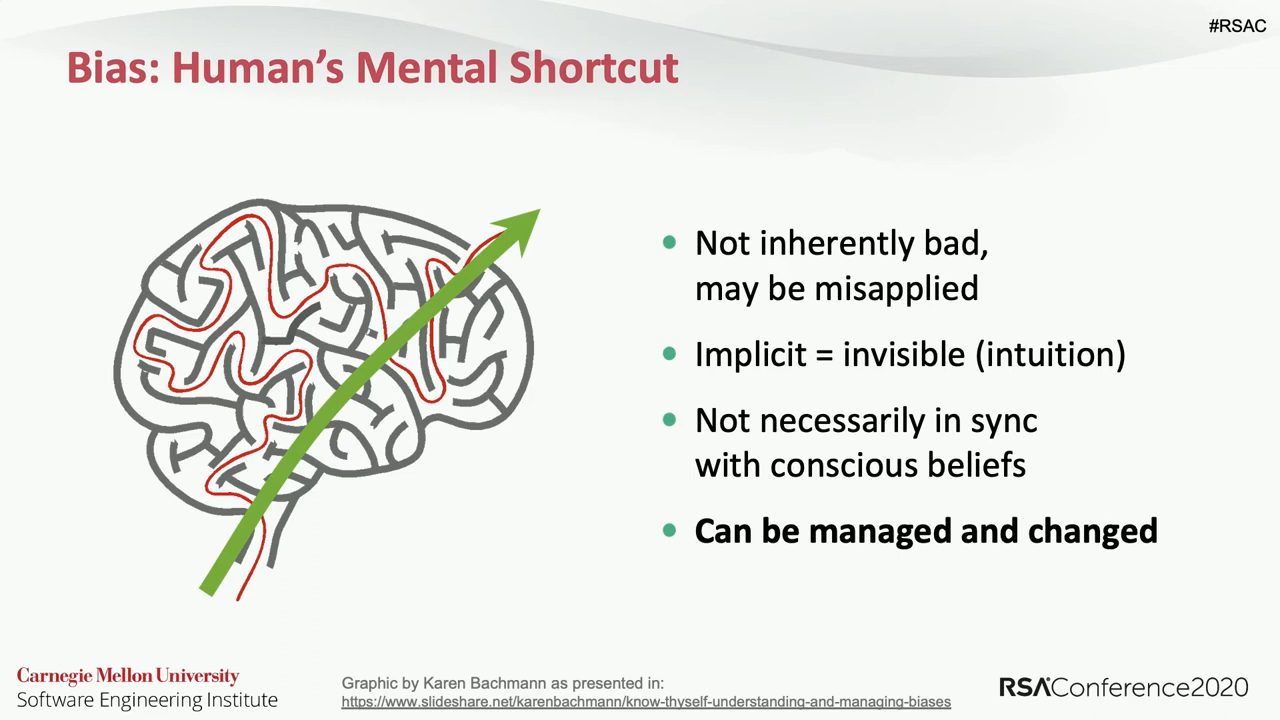 #RSAC
Bias: Human’s Mental Shortcut
• Not inherently bad,
may be misapplied
• Implicit = invisible (intuition)
• Not necessarily in sync
with conscious beliefs
• Can be managed and changed
Carnegie Mellon University
Software Engineering Institute
Graphic by Karen Bachmann as presented in:
https://www.slideshare.net/karenbachmann/know-thyself-understanding-and-managing-biases
RSAConference2020